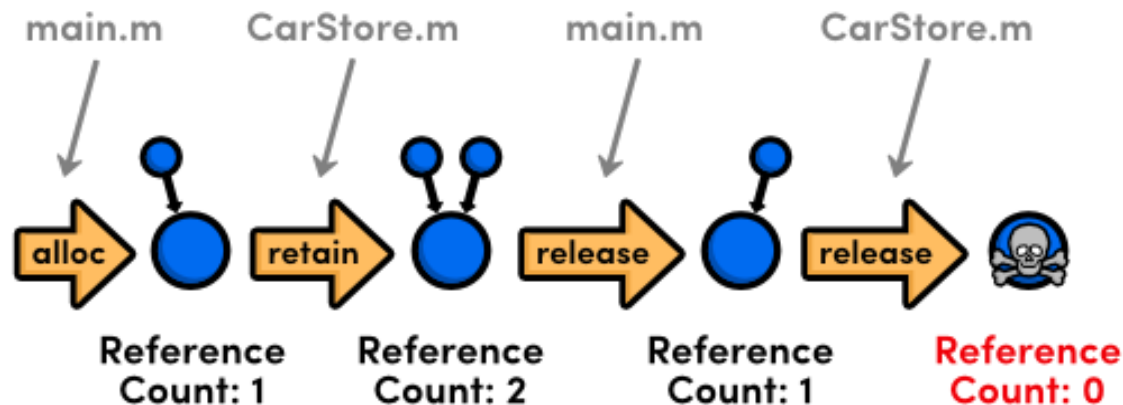 main.m
CarStore.m
main.m
CarStore.m
alloc
retain
release
release
Reference
Count: 1
Reference
Count: 2
Reference
Count: 1
Reference
Count: 0